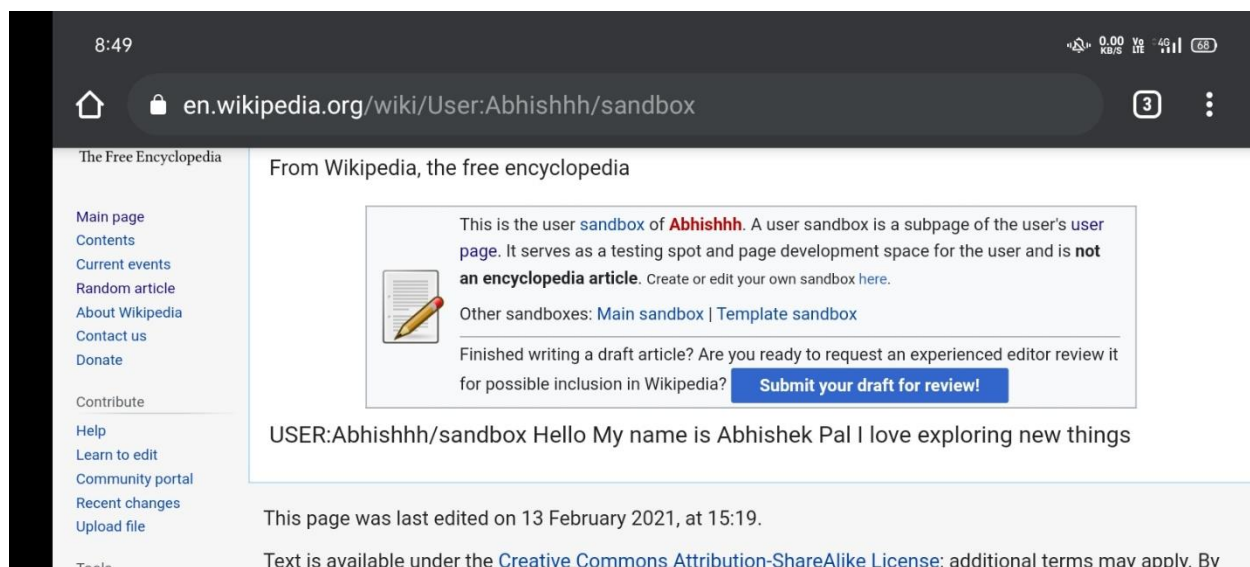 8:49
0.00 KB/S Vo LTE 4G 68
en.wikipedia.org/wiki/User:Abhishhh/sandbox
3
The Free Encyclopedia
From Wikipedia, the free encyclopedia
Main page
Contents
Current events
Random article
About Wikipedia
Contact us
Donate
Contribute
Help
Learn to edit
Community portal
Recent changes
Upload file
Tools
This is the user sandbox of Abhishhh. A user sandbox is a subpage of the user's user
page. It serves as a testing spot and page development space for the user and is not
an encyclopedia article. Create or edit your own sandbox here.
Other sandboxes: Main sandbox | Template sandbox
Finished writing a draft article? Are you ready to request an experienced editor review it
for possible inclusion in Wikipedia? Submit your draft for review!
USER:Abhishhh/sandbox Hello My name is Abhishek Pal I love exploring new things
This page was last edited on 13 February 2021, at 15:19.
Text is available under the Creative Commons Attribution-ShareAlike License; additional terms may apply. By